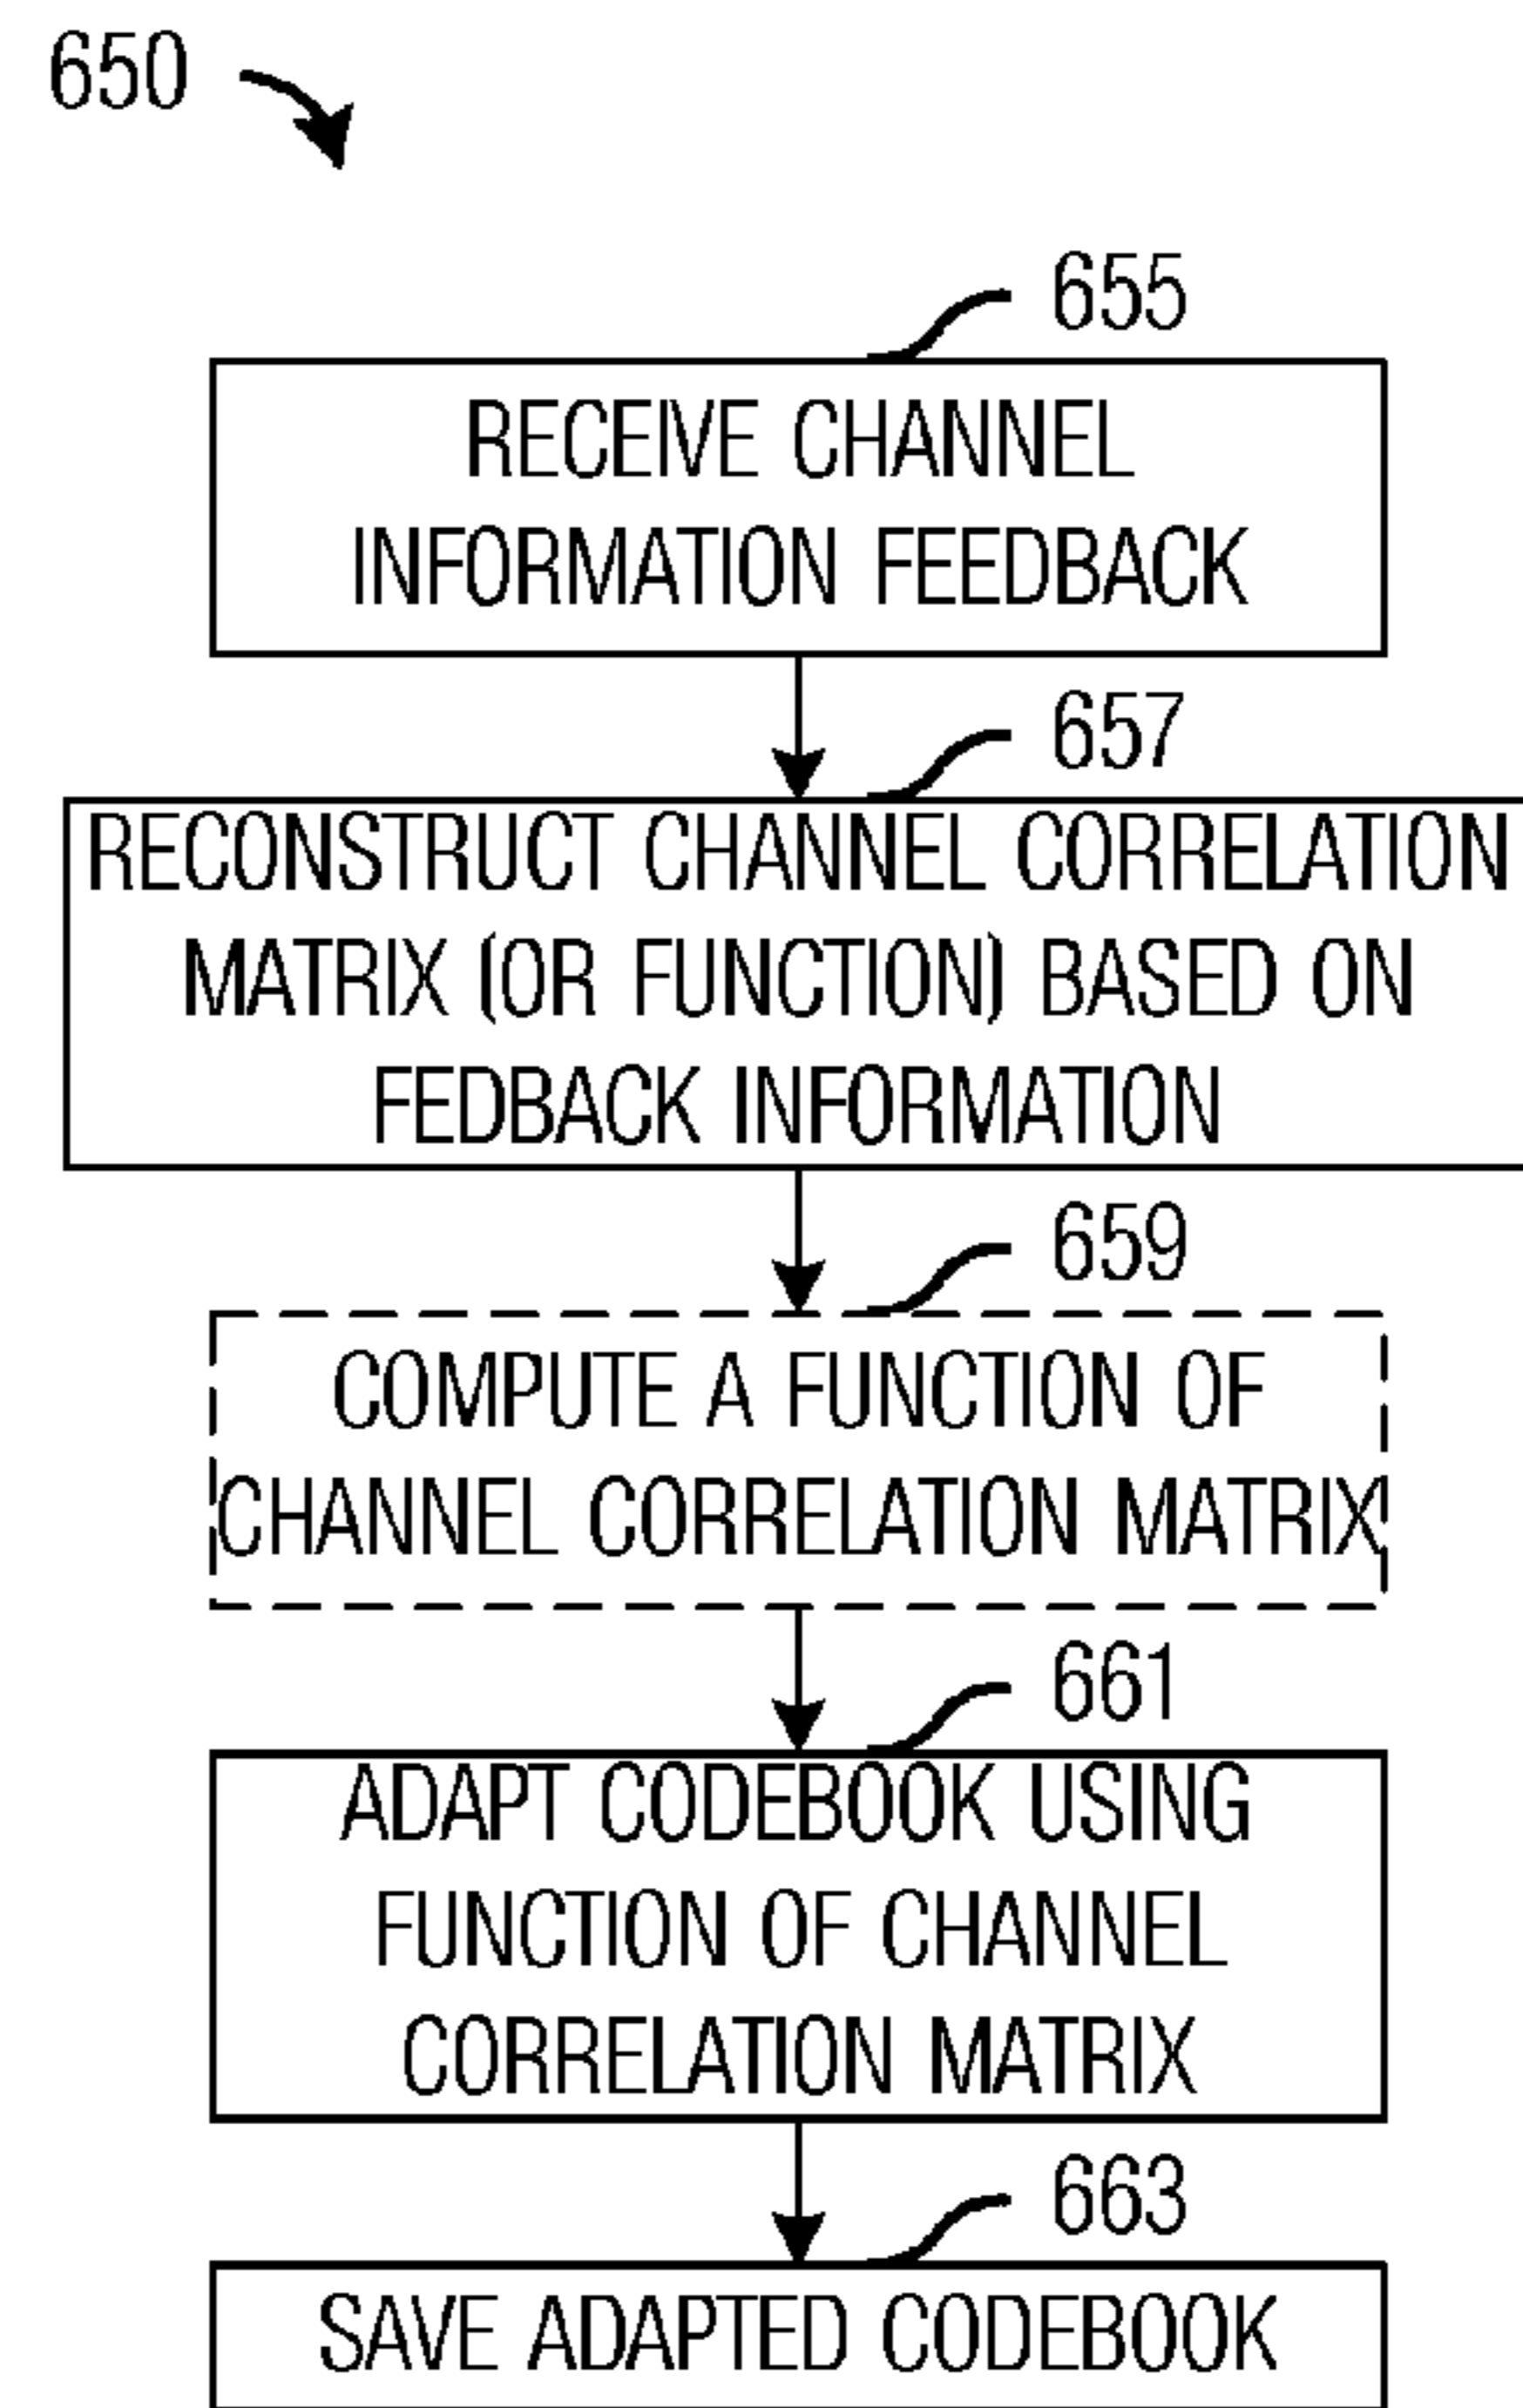 650
655
RECEIVE CHANNEL
INFORMATION FEEDBACK
657
RECONSTRUCT CHANNEL CORRELATION
MATRIX (OR FUNCTION) BASED ON
FEDBACK INFORMATION
659
COMPUTE A FUNCTION OF
CHANNEL CORRELATION MATRIX
661
ADAPT CODEBOOK USING
FUNCTION OF CHANNEL
CORRELATION MATRIX
663
SAVE ADAPTED CODEBOOK